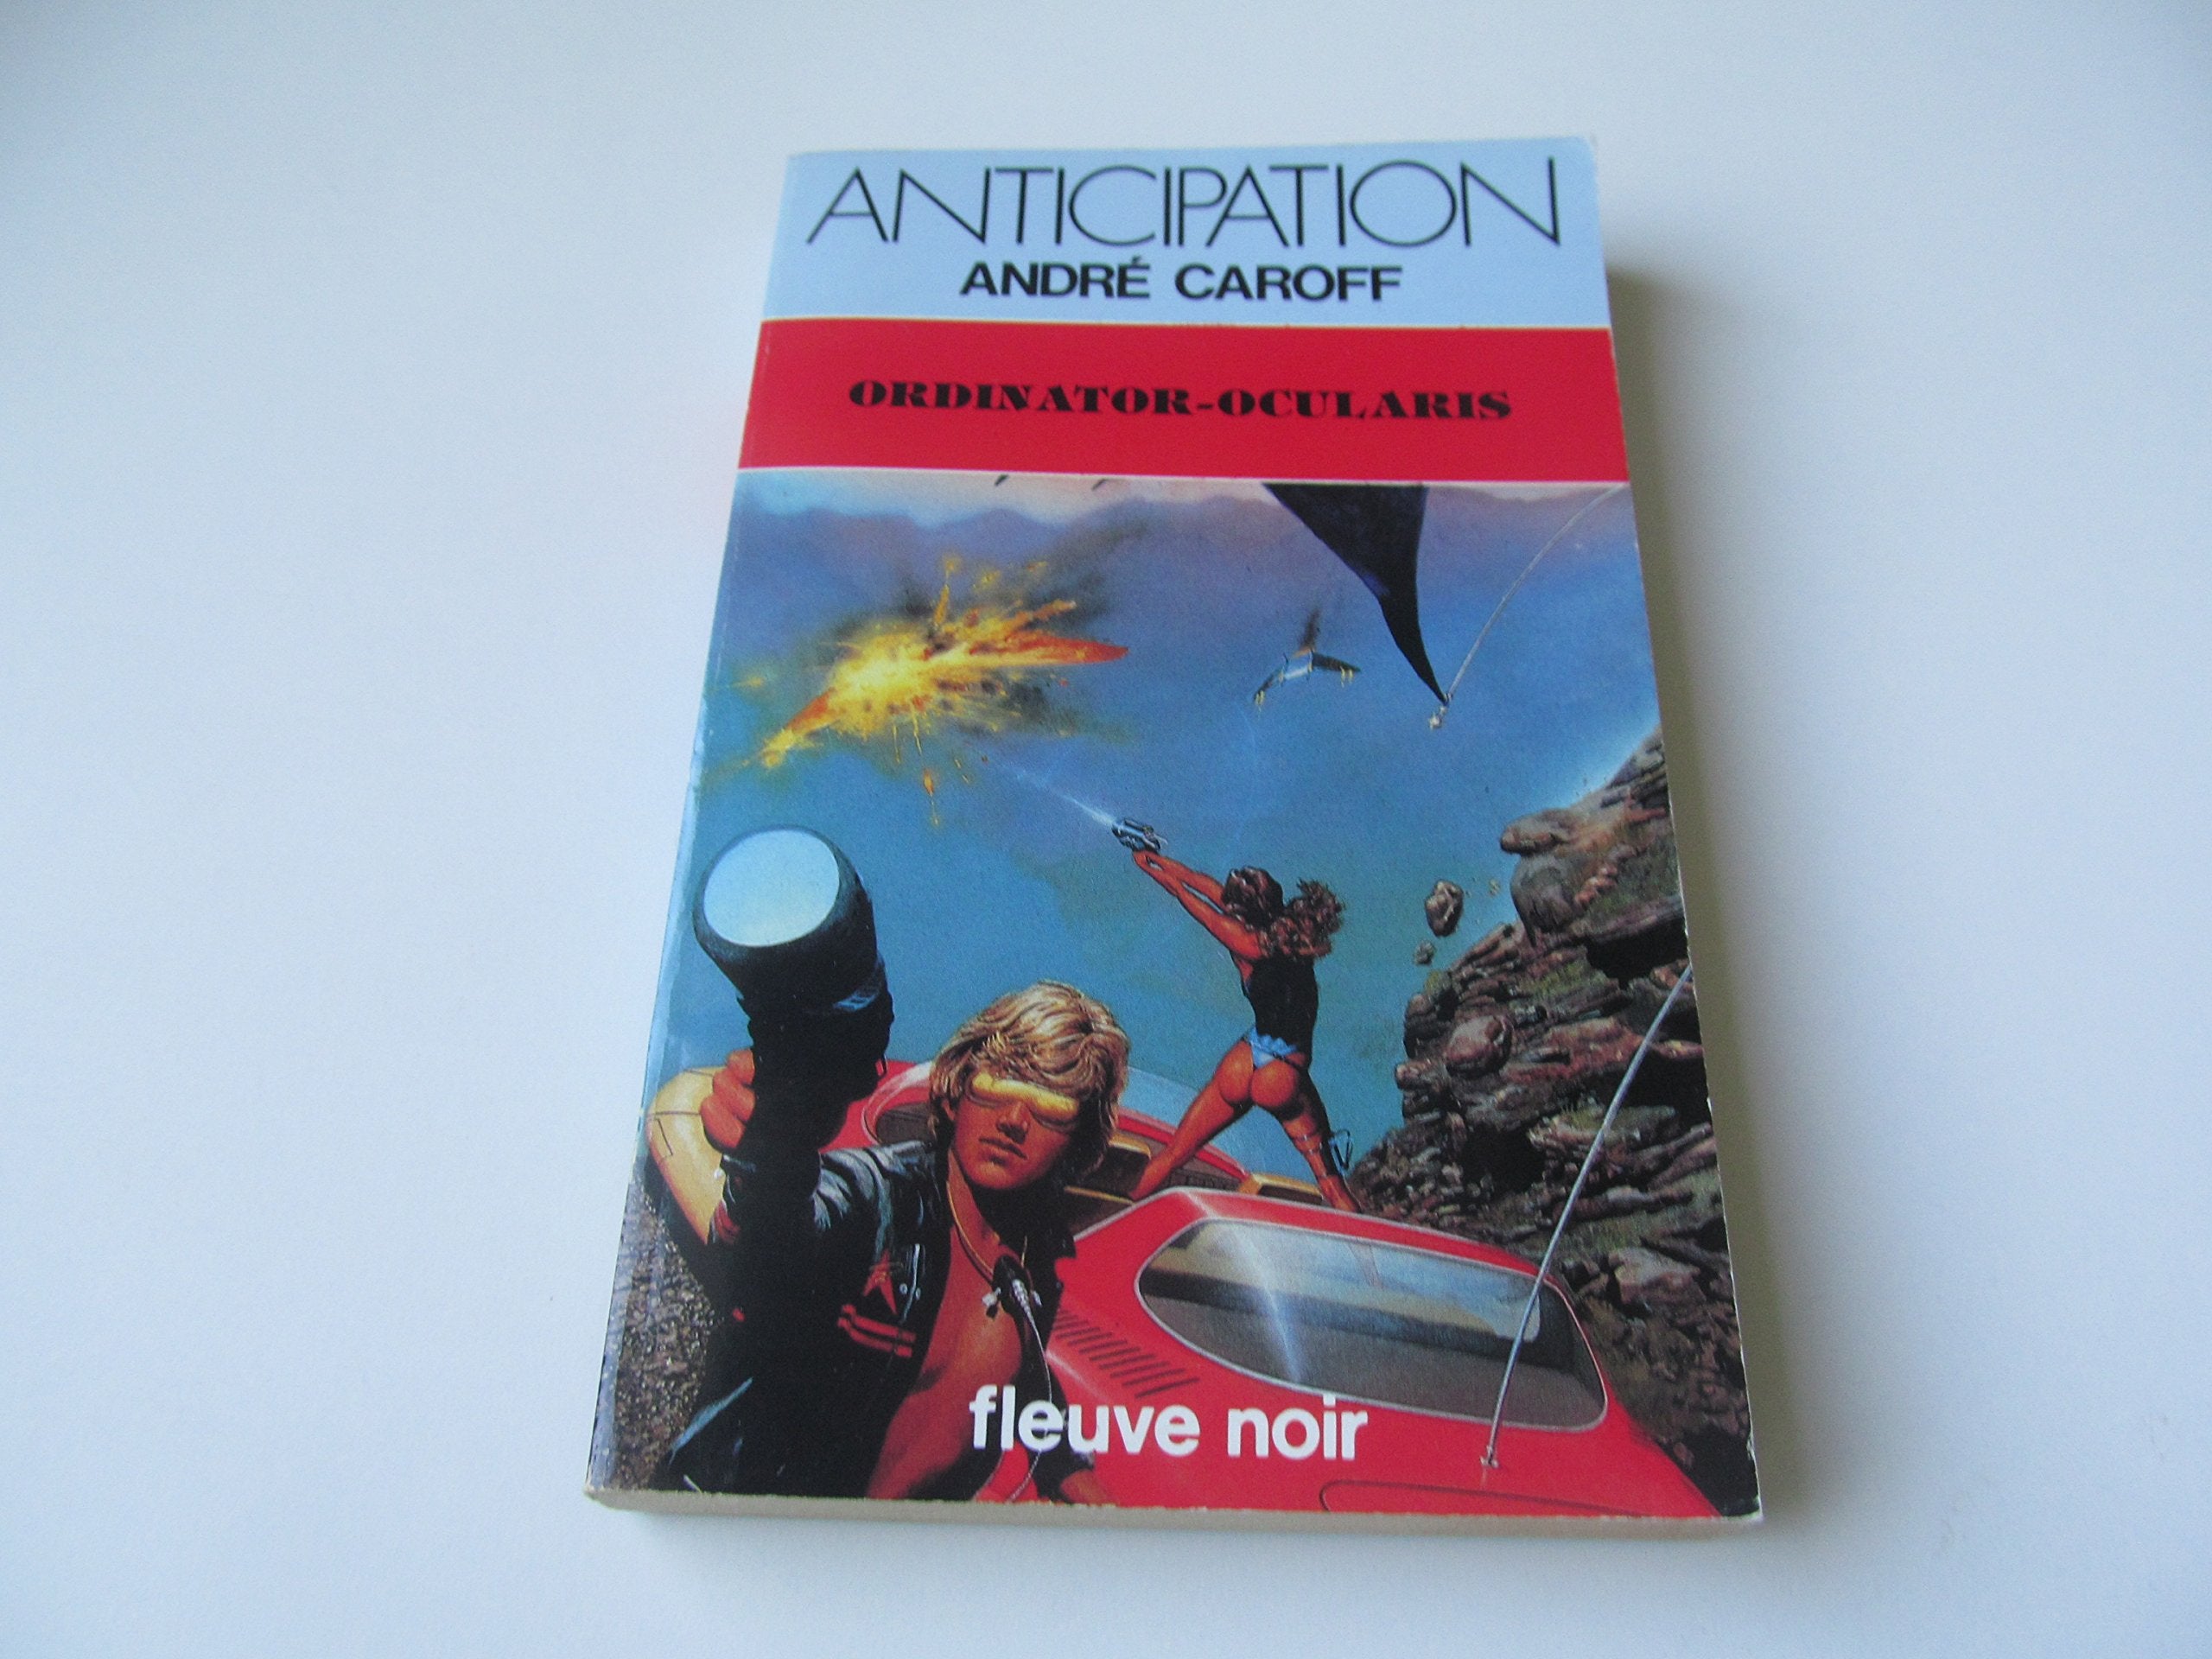 ANTICIPATION
ANDRÉ CAROFF
ORDINATOR-OCULARIS
fleuve noir